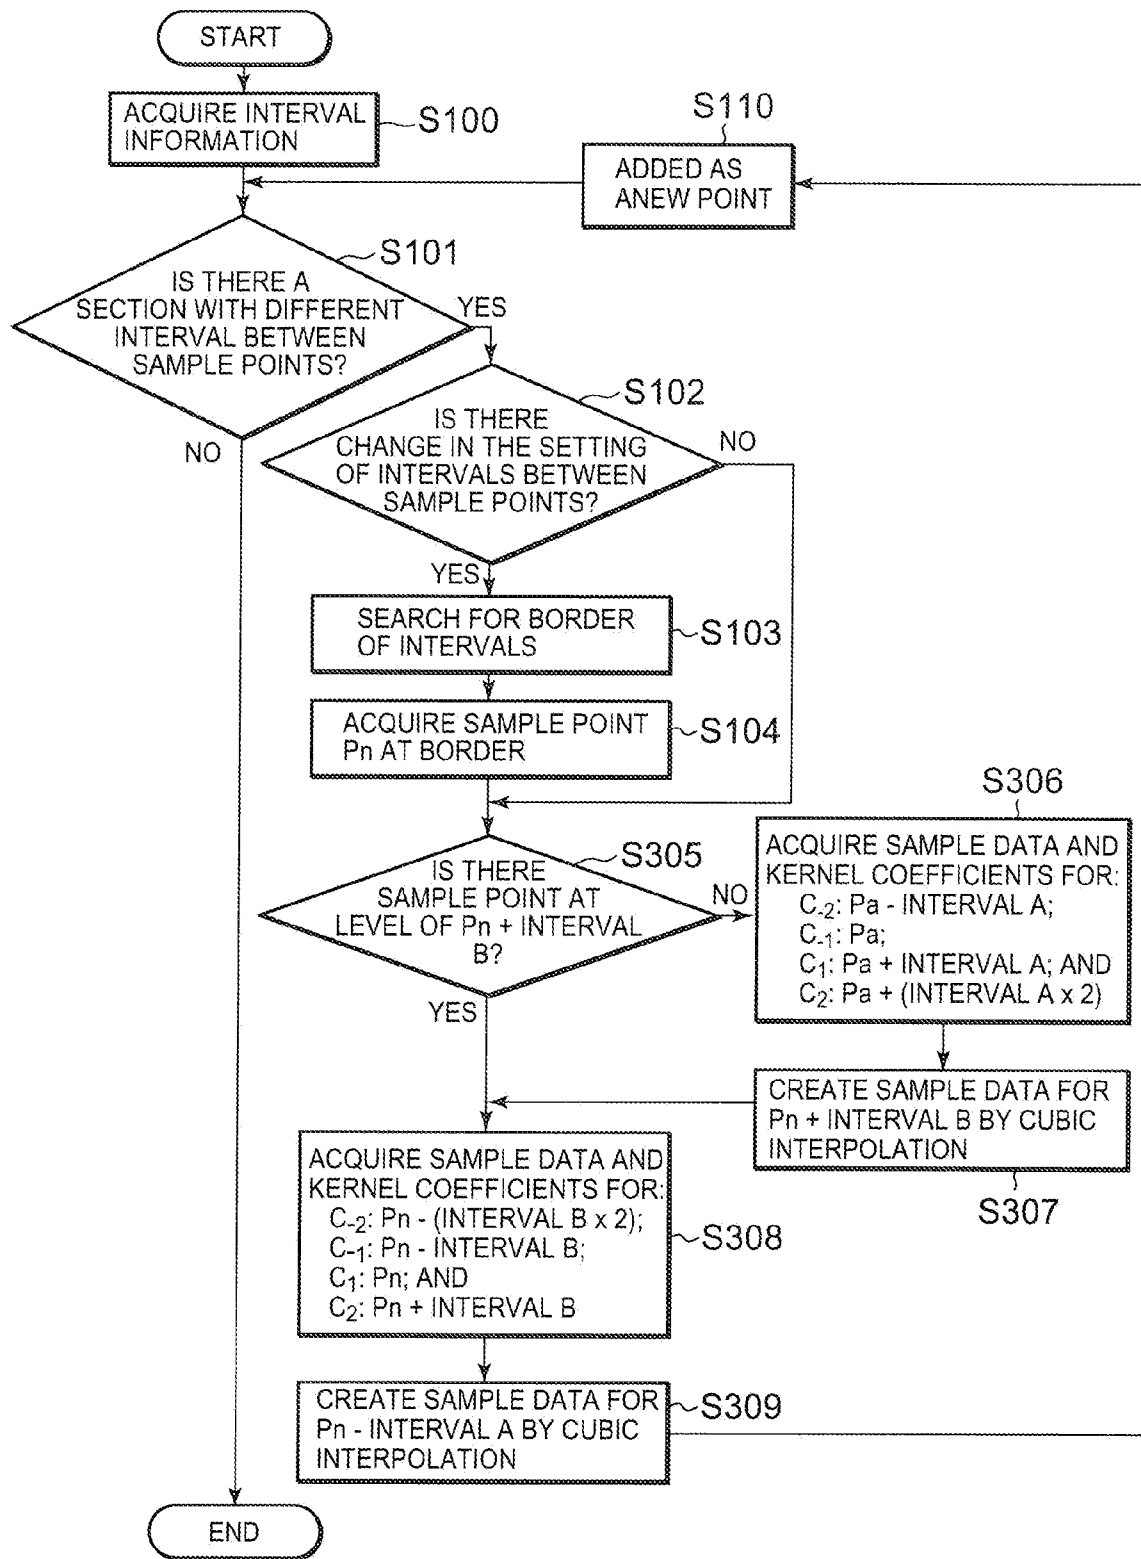 START
ACQUIRE INTERVAL
INFORMATION
S100
S110
ADDED AS
ANEW POINT
S101
IS THERE A
SECTION WITH DIFFERENT
INTERVAL BETWEEN
SAMPLE POINTS?
YES
NO
S102
IS THERE
CHANGE IN THE SETTING
OF INTERVALS BETWEEN
SAMPLE POINTS?
NO
YES
SEARCH FOR BORDER
OF INTERVALS
S103
ACQUIRE SAMPLE POINT
Pn AT BORDER
S104
S305
IS THERE
SAMPLE POINT AT
LEVEL OF Pn + INTERVAL
B?
NO
YES
S306
ACQUIRE SAMPLE DATA AND
KERNEL COEFFICIENTS FOR:
C-2: Pa - INTERVAL A;
C-1: Pa;
C1: Pa + INTERVAL A; AND
C2: Pa + (INTERVAL A x 2)
CREATE SAMPLE DATA FOR
Pn + INTERVAL B BY CUBIC
INTERPOLATION
S307
ACQUIRE SAMPLE DATA AND
KERNEL COEFFICIENTS FOR:
C-2: Pn - (INTERVAL B x 2);
C-1: Pn - INTERVAL B;
C1: Pn; AND
C2: Pn + INTERVAL B
S308
CREATE SAMPLE DATA FOR
Pn - INTERVAL A BY CUBIC
INTERPOLATION
S309
END